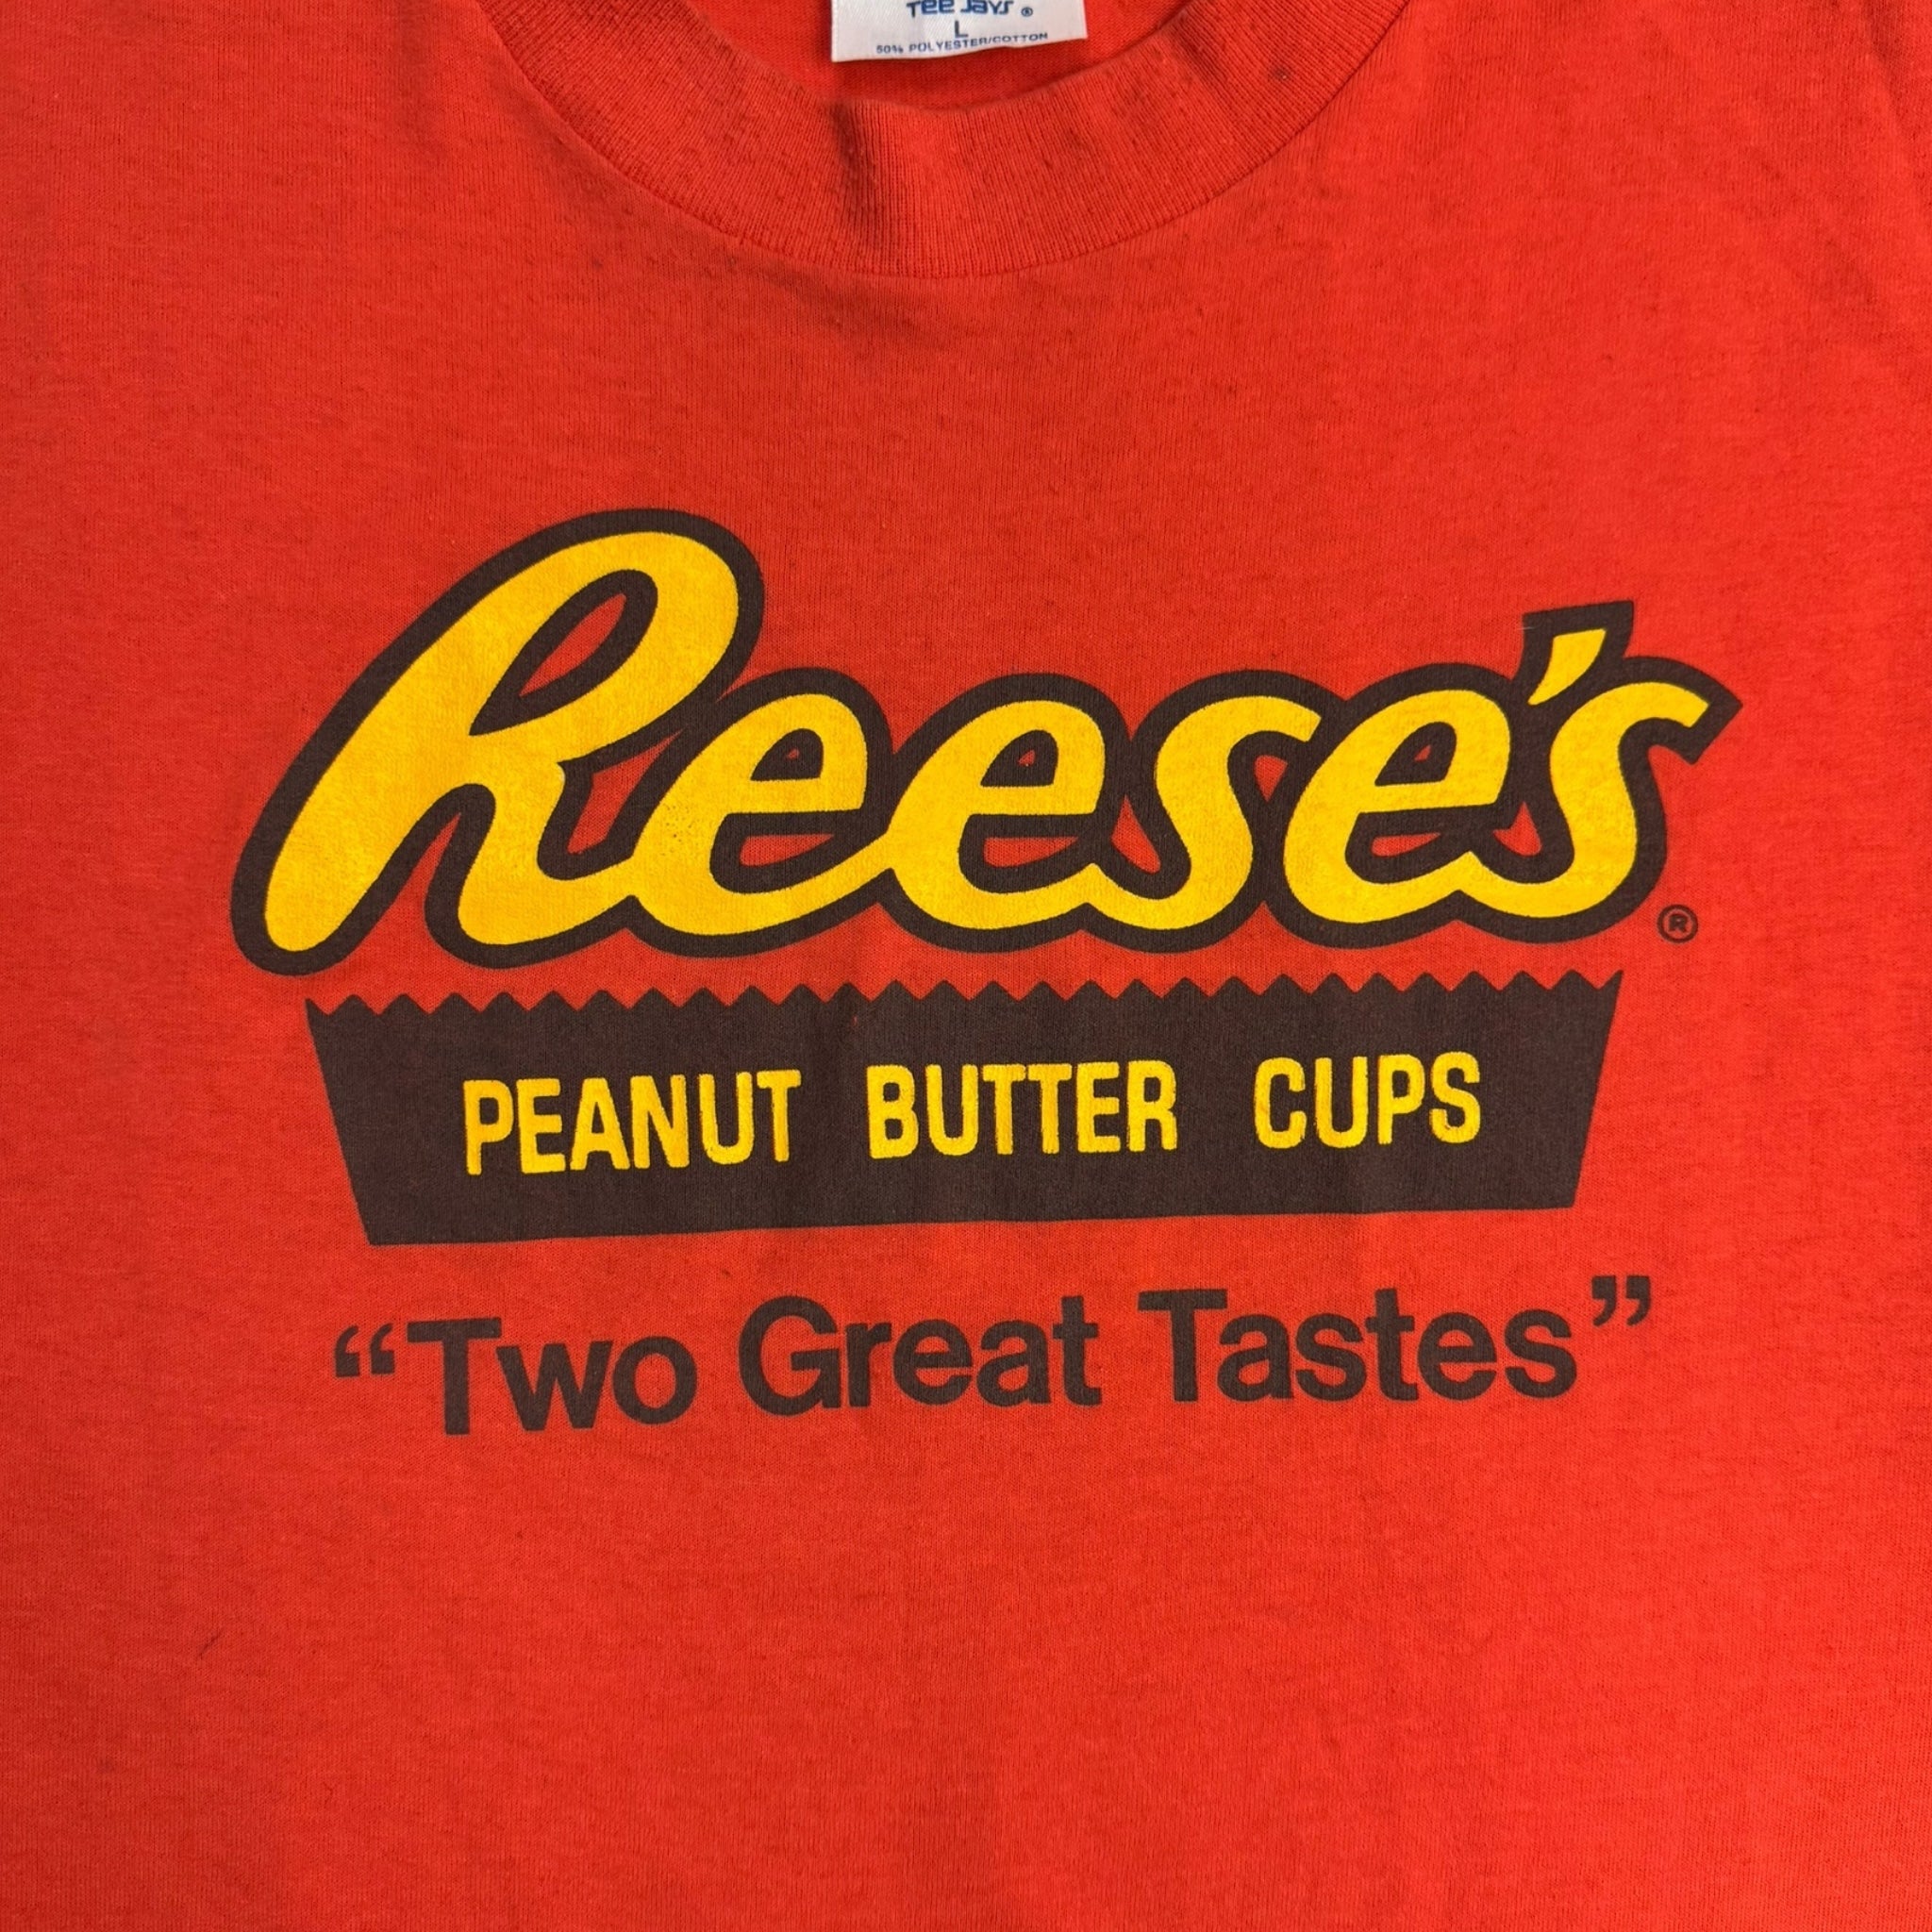 Tee Jays ®
L
50% POLYESTER/COTTON
Reese's ®
PEANUT BUTTER CUPS
“Two Great Tastes”